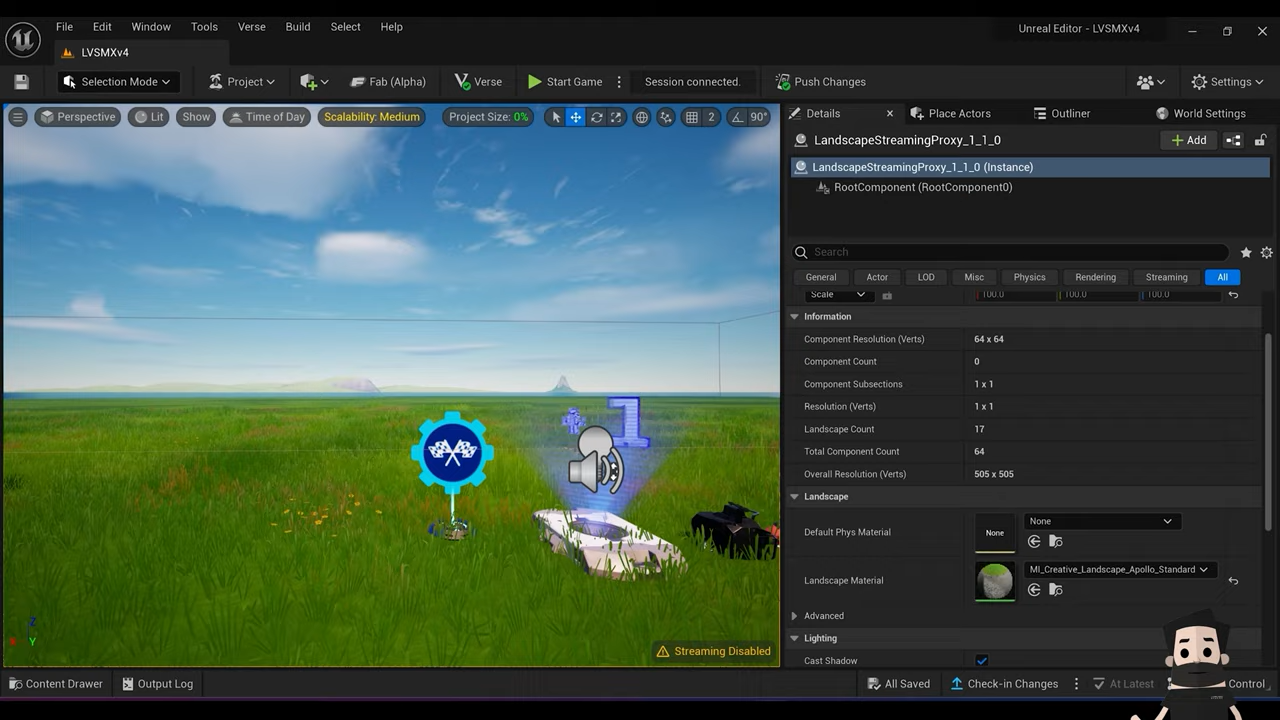 File Edit Window Tools Verse Build Select Help
Unreal Editor - LVSMXv4
LVSMXv4
Selection Mode
Project
Fab (Alpha)
Verse
Start Game
Session connected.
Push Changes
Settings
Perspective
Lit
Show
Time of Day
Scalability: Medium
Project Size: 0%
2
90°
Details
Place Actors
Outliner
World Settings
LandscapeStreamingProxy_1_1_0
Add
LandscapeStreamingProxy_1_1_0 (Instance)
RootComponent (RootComponent0)
Search
General Actor LOD Misc Physics Rendering Streaming All
Scale 100.0 100.0 100.0
Information
Component Resolution (Verts) 64 x 64
Component Count 0
Component Subsections 1 x 1
Resolution (Verts) 1 x 1
Landscape Count 17
Total Component Count 64
Overall Resolution (Verts) 505 x 505
Landscape
Default Phys Material None None
Landscape Material MI_Creative_Landscape_Apollo_Standard
Advanced
Lighting
Cast Shadow
1
Z
X Y
Streaming Disabled
Content Drawer
Output Log
All Saved
Check-in Changes
At Latest
Control